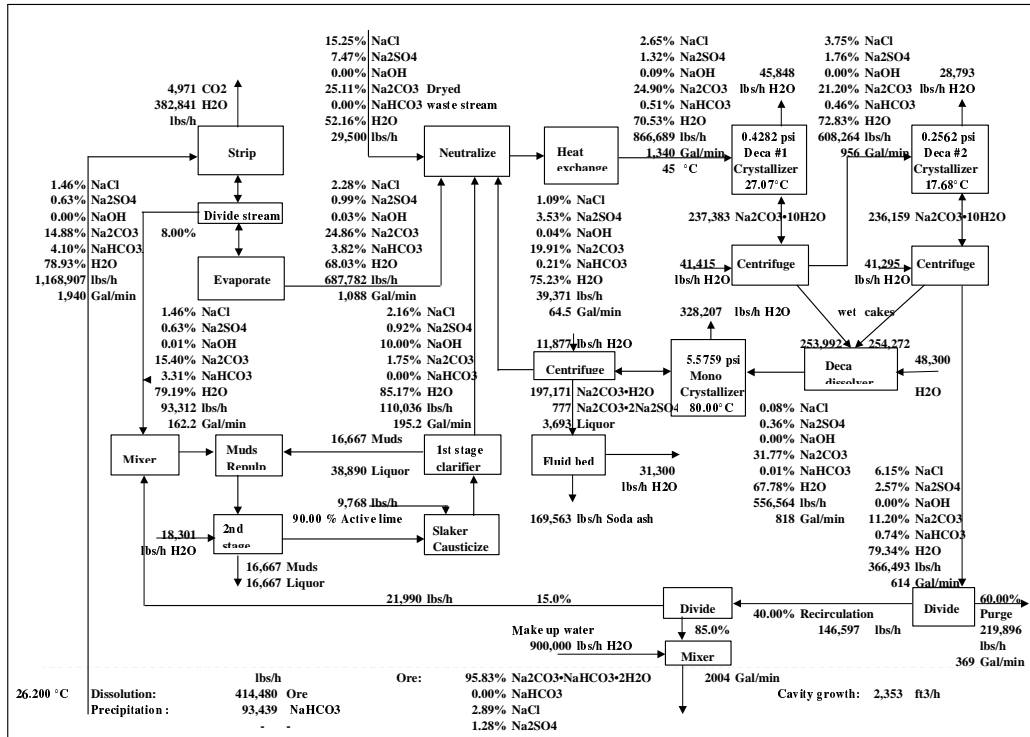 4,971 CO2
382,841 H2O
lbs/h
Strip
1.46% NaCl
0.63% Na2SO4
0.00% NaOH
14.88% Na2CO3
4.10% NaHCO3
78.93% H2O
1,168,907 lbs/h
1,940 Gal/min
Divide stream
8.00%
Evaporate
15.25% NaCl
7.47% Na2SO4
0.00% NaOH
25.11% Na2CO3 Dryed
0.00% NaHCO3 waste stream
52.16% H2O
29,500 lbs/h
Neutralize
2.28% NaCl
0.99% Na2SO4
0.03% NaOH
24.86% Na2CO3
3.82% NaHCO3
68.03% H2O
687,782 lbs/h
1,088 Gal/min
Heat
exchange
2.65% NaCl
1.32% Na2SO4
0.09% NaOH
24.90% Na2CO3
0.51% NaHCO3
70.53% H2O
866,689 lbs/h
1,340 Gal/min
45 °C
45,848
lbs/h H2O
0.4282 psi
Deca #1
Crystallizer
27.07°C
3.75% NaCl
1.76% Na2SO4
0.00% NaOH
21.20% Na2CO3
0.46% NaHCO3
72.83% H2O
608,264 lbs/h
956 Gal/min
28,793
lbs/h H2O
0.2562 psi
Deca #2
Crystallizer
17.68°C
237,383 Na2CO3•10H2O
236,159 Na2CO3•10H2O
41,415
lbs/h H2O
Centrifuge
41,295
lbs/h H2O
Centrifuge
wet cakes
253,992
254,272
Deca
dissolver
48,300
H2O
1.09% NaCl
3.53% Na2SO4
0.04% NaOH
19.91% Na2CO3
0.21% NaHCO3
75.23% H2O
39,371 lbs/h
64.5 Gal/min
328,207 lbs/h H2O
11,877 lbs/h H2O
Centrifuge
5.5759 psi
Mono
Crystallizer
80.00°C
197,171 Na2CO3•H2O
777 Na2CO3•2Na2SO4
3,693 Liquor
Fluid bed
31,300
lbs/h H2O
169,563 lbs/h Soda ash
0.08% NaCl
0.36% Na2SO4
0.00% NaOH
31.77% Na2CO3
0.01% NaHCO3
67.78% H2O
556,564 lbs/h
818 Gal/min
6.15% NaCl
2.57% Na2SO4
0.00% NaOH
11.20% Na2CO3
0.74% NaHCO3
79.34% H2O
366,493 lbs/h
614 Gal/min
1.46% NaCl
0.63% Na2SO4
0.01% NaOH
15.40% Na2CO3
3.31% NaHCO3
79.19% H2O
93,312 lbs/h
162.2 Gal/min
2.16% NaCl
0.92% Na2SO4
10.00% NaOH
1.75% Na2CO3
0.00% NaHCO3
85.17% H2O
110,036 lbs/h
195.2 Gal/min
Mixer
Muds
Repulp
16,667 Muds
38,890 Liquor
1st stage
clarifier
9,768 lbs/h
90.00 % Active lime
Slaker
Causticize
18,301
lbs/h H2O
2nd
stage
16,667 Muds
16,667 Liquor
21,990 lbs/h
15.0%
Divide
40.00% Recirculation
146,597 lbs/h
Divide
60.00%
Purge
219,896
lbs/h
369 Gal/min
85.0%
Make up water
900,000 lbs/h H2O
Mixer
2004 Gal/min
lbs/h
Ore: 95.83% Na2CO3•NaHCO3•2H2O
26.200 °C Dissolution: 414,480 Ore
0.00% NaHCO3
Cavity growth: 2,353 ft3/h
Precipitation : 93,439 NaHCO3
2.89% NaCl
- -
1.28% Na2SO4